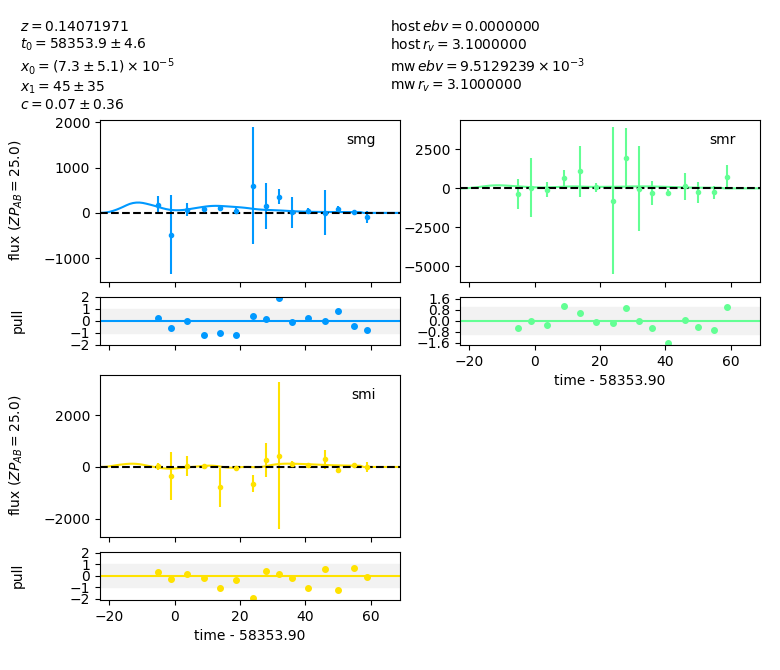 z = 0.14071971
t₀ = 58353.9 ± 4.6
x₀ = (7.3 ± 5.1) × 10⁻⁵
x₁ = 45 ± 35
c = 0.07 ± 0.36
host ebv = 0.0000000
host r_v = 3.1000000
mw ebv = 9.5129239 × 10⁻³
mw r_v = 3.1000000
smg
flux (ZP_AB = 25.0)
2000
1000
0
−1000
smr
2500
0
−2500
−5000
pull
2
1
0
−1
−2
1.6
0.8
0.0
−0.8
−1.6
−20 0 20 40 60
time - 58353.90
smi
flux (ZP_AB = 25.0)
2000
0
−2000
pull
2
1
0
−1
−2
−20 0 20 40 60
time - 58353.90